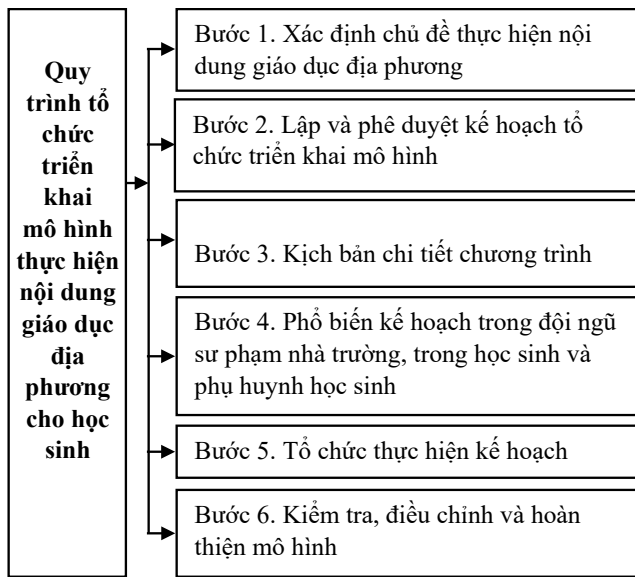 Quy
trình tổ
chức
triển
khai
mô hình
thực hiện
nội dung
giáo dục
địa
phương
cho học
sinh
Bước 1. Xác định chủ đề thực hiện nội
dung giáo dục địa phương
Bước 2. Lập và phê duyệt kế hoạch tổ
chức triển khai mô hình
Bước 3. Kịch bản chi tiết chương trình
Bước 4. Phổ biến kế hoạch trong đội ngũ
sư phạm nhà trường, trong học sinh và
phụ huynh học sinh
Bước 5. Tổ chức thực hiện kế hoạch
Bước 6. Kiểm tra, điều chỉnh và hoàn
thiện mô hình